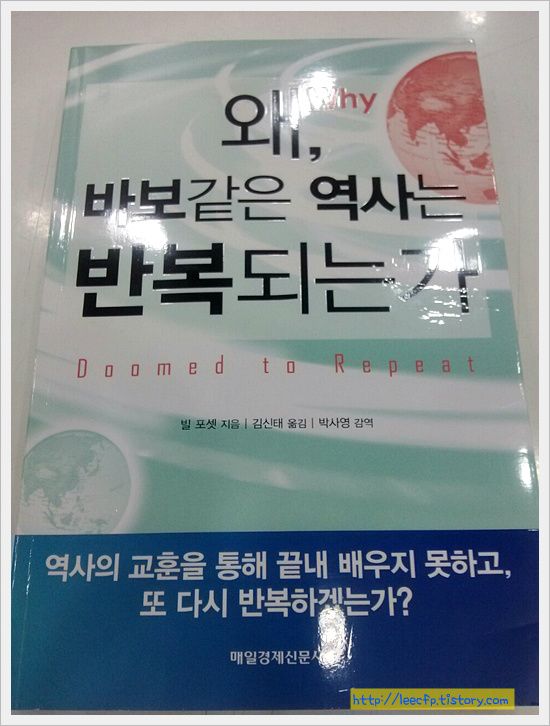 Why
왜,
바보같은 역사는
반복되는가
Doomed to Repeat
빌 포셋 지음 | 김신태 옮김 | 박사영 감역
역사의 교훈을 통해 끝내 배우지 못하고,
또 다시 반복하겠는가?
매일경제신문사
http://leecfp.tistory.com